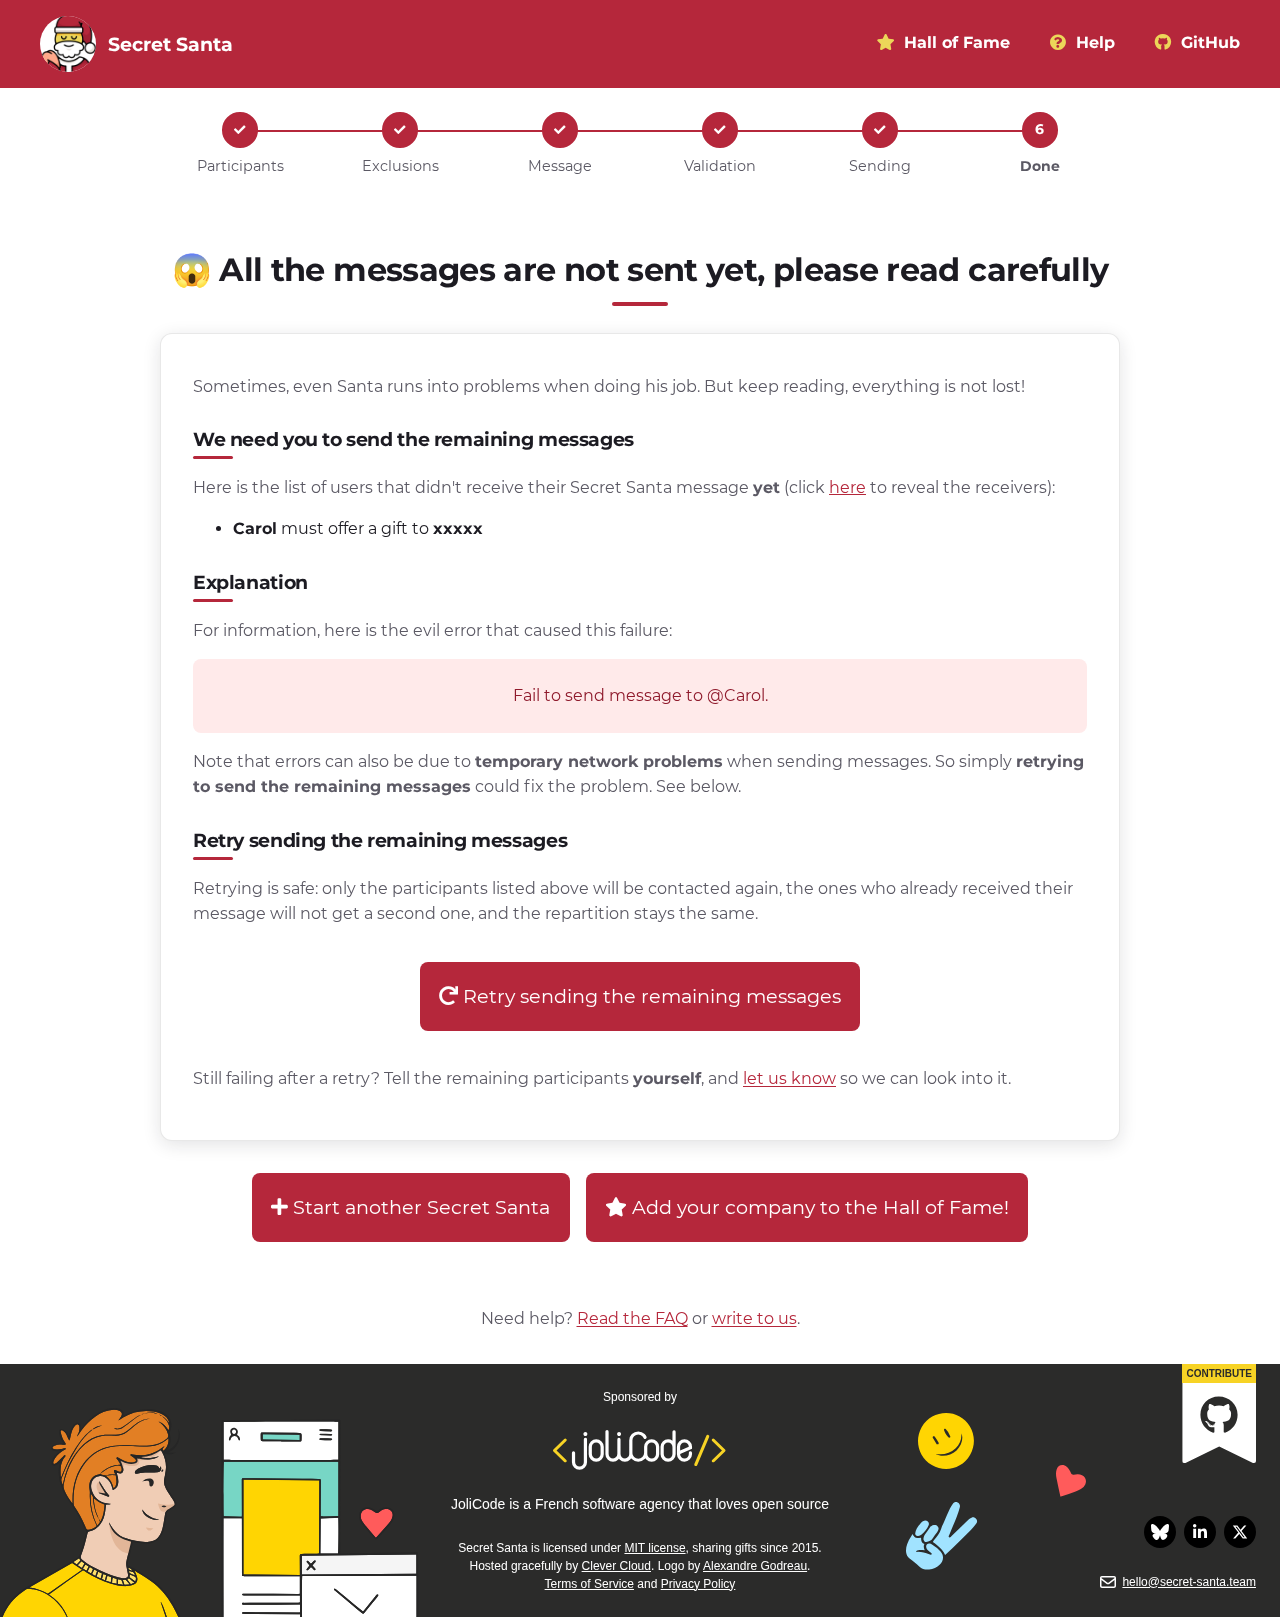 Secret Santa
Hall of Fame
Help
GitHub
6
Participants
Exclusions
Message
Validation
Sending
Done
😱 All the messages are not sent yet, please read carefully
Sometimes, even Santa runs into problems when doing his job. But keep reading, everything is not lost!
We need you to send the remaining messages
Here is the list of users that didn't receive their Secret Santa message yet (click here to reveal the receivers):
• Carol must offer a gift to xxxxx
Explanation
For information, here is the evil error that caused this failure:
Fail to send message to @Carol.
Note that errors can also be due to temporary network problems when sending messages. So simply retrying
to send the remaining messages could fix the problem. See below.
Retry sending the remaining messages
Retrying is safe: only the participants listed above will be contacted again, the ones who already received their
message will not get a second one, and the repartition stays the same.
Retry sending the remaining messages
Still failing after a retry? Tell the remaining participants yourself, and let us know so we can look into it.
Start another Secret Santa
Add your company to the Hall of Fame!
Need help? Read the FAQ or write to us.
CONTRIBUTE
Sponsored by
<joliCode/>
JoliCode is a French software agency that loves open source
Secret Santa is licensed under MIT license, sharing gifts since 2015.
Hosted gracefully by Clever Cloud. Logo by Alexandre Godreau.
Terms of Service and Privacy Policy
hello@secret-santa.team